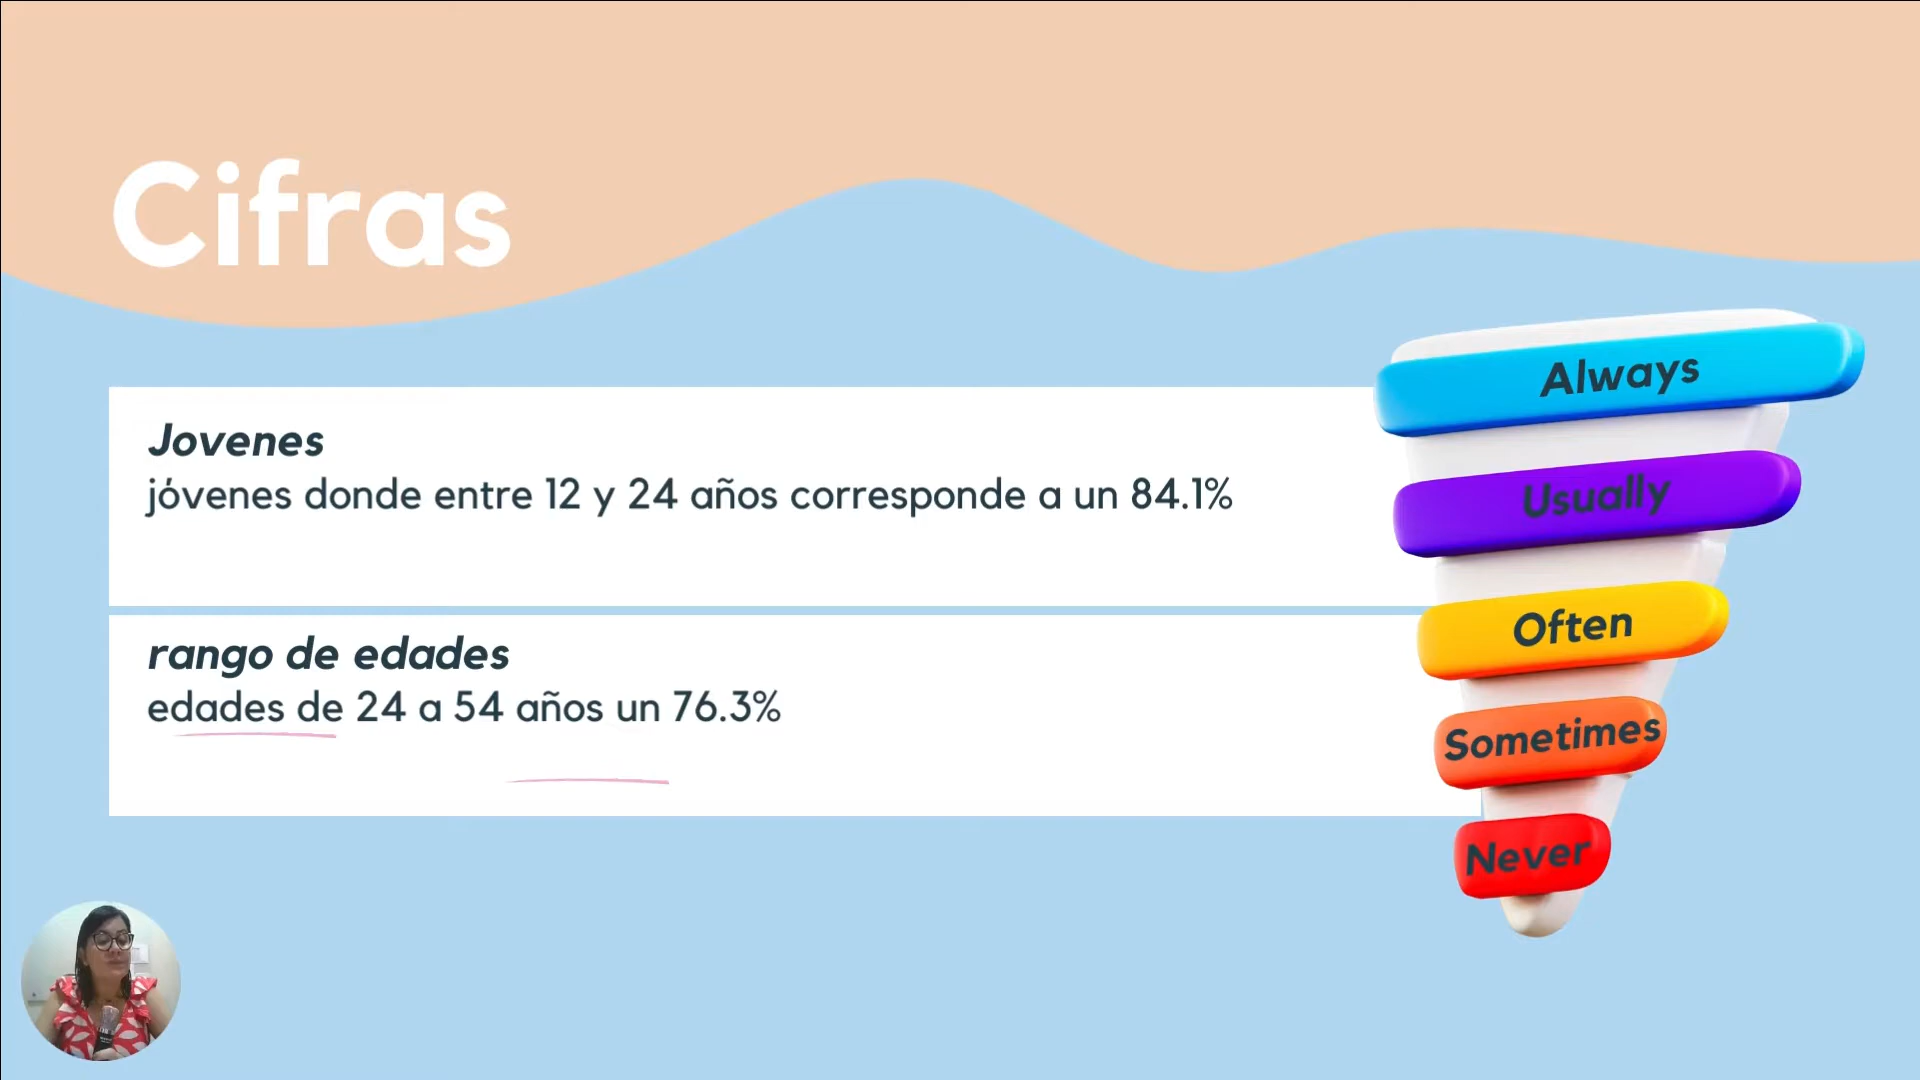 Cifras
Jovenes
jóvenes donde entre 12 y 24 años corresponde a un 84.1%
rango de edades
edades de 24 a 54 años un 76.3%
Always
Usually
Often
Sometimes
Never